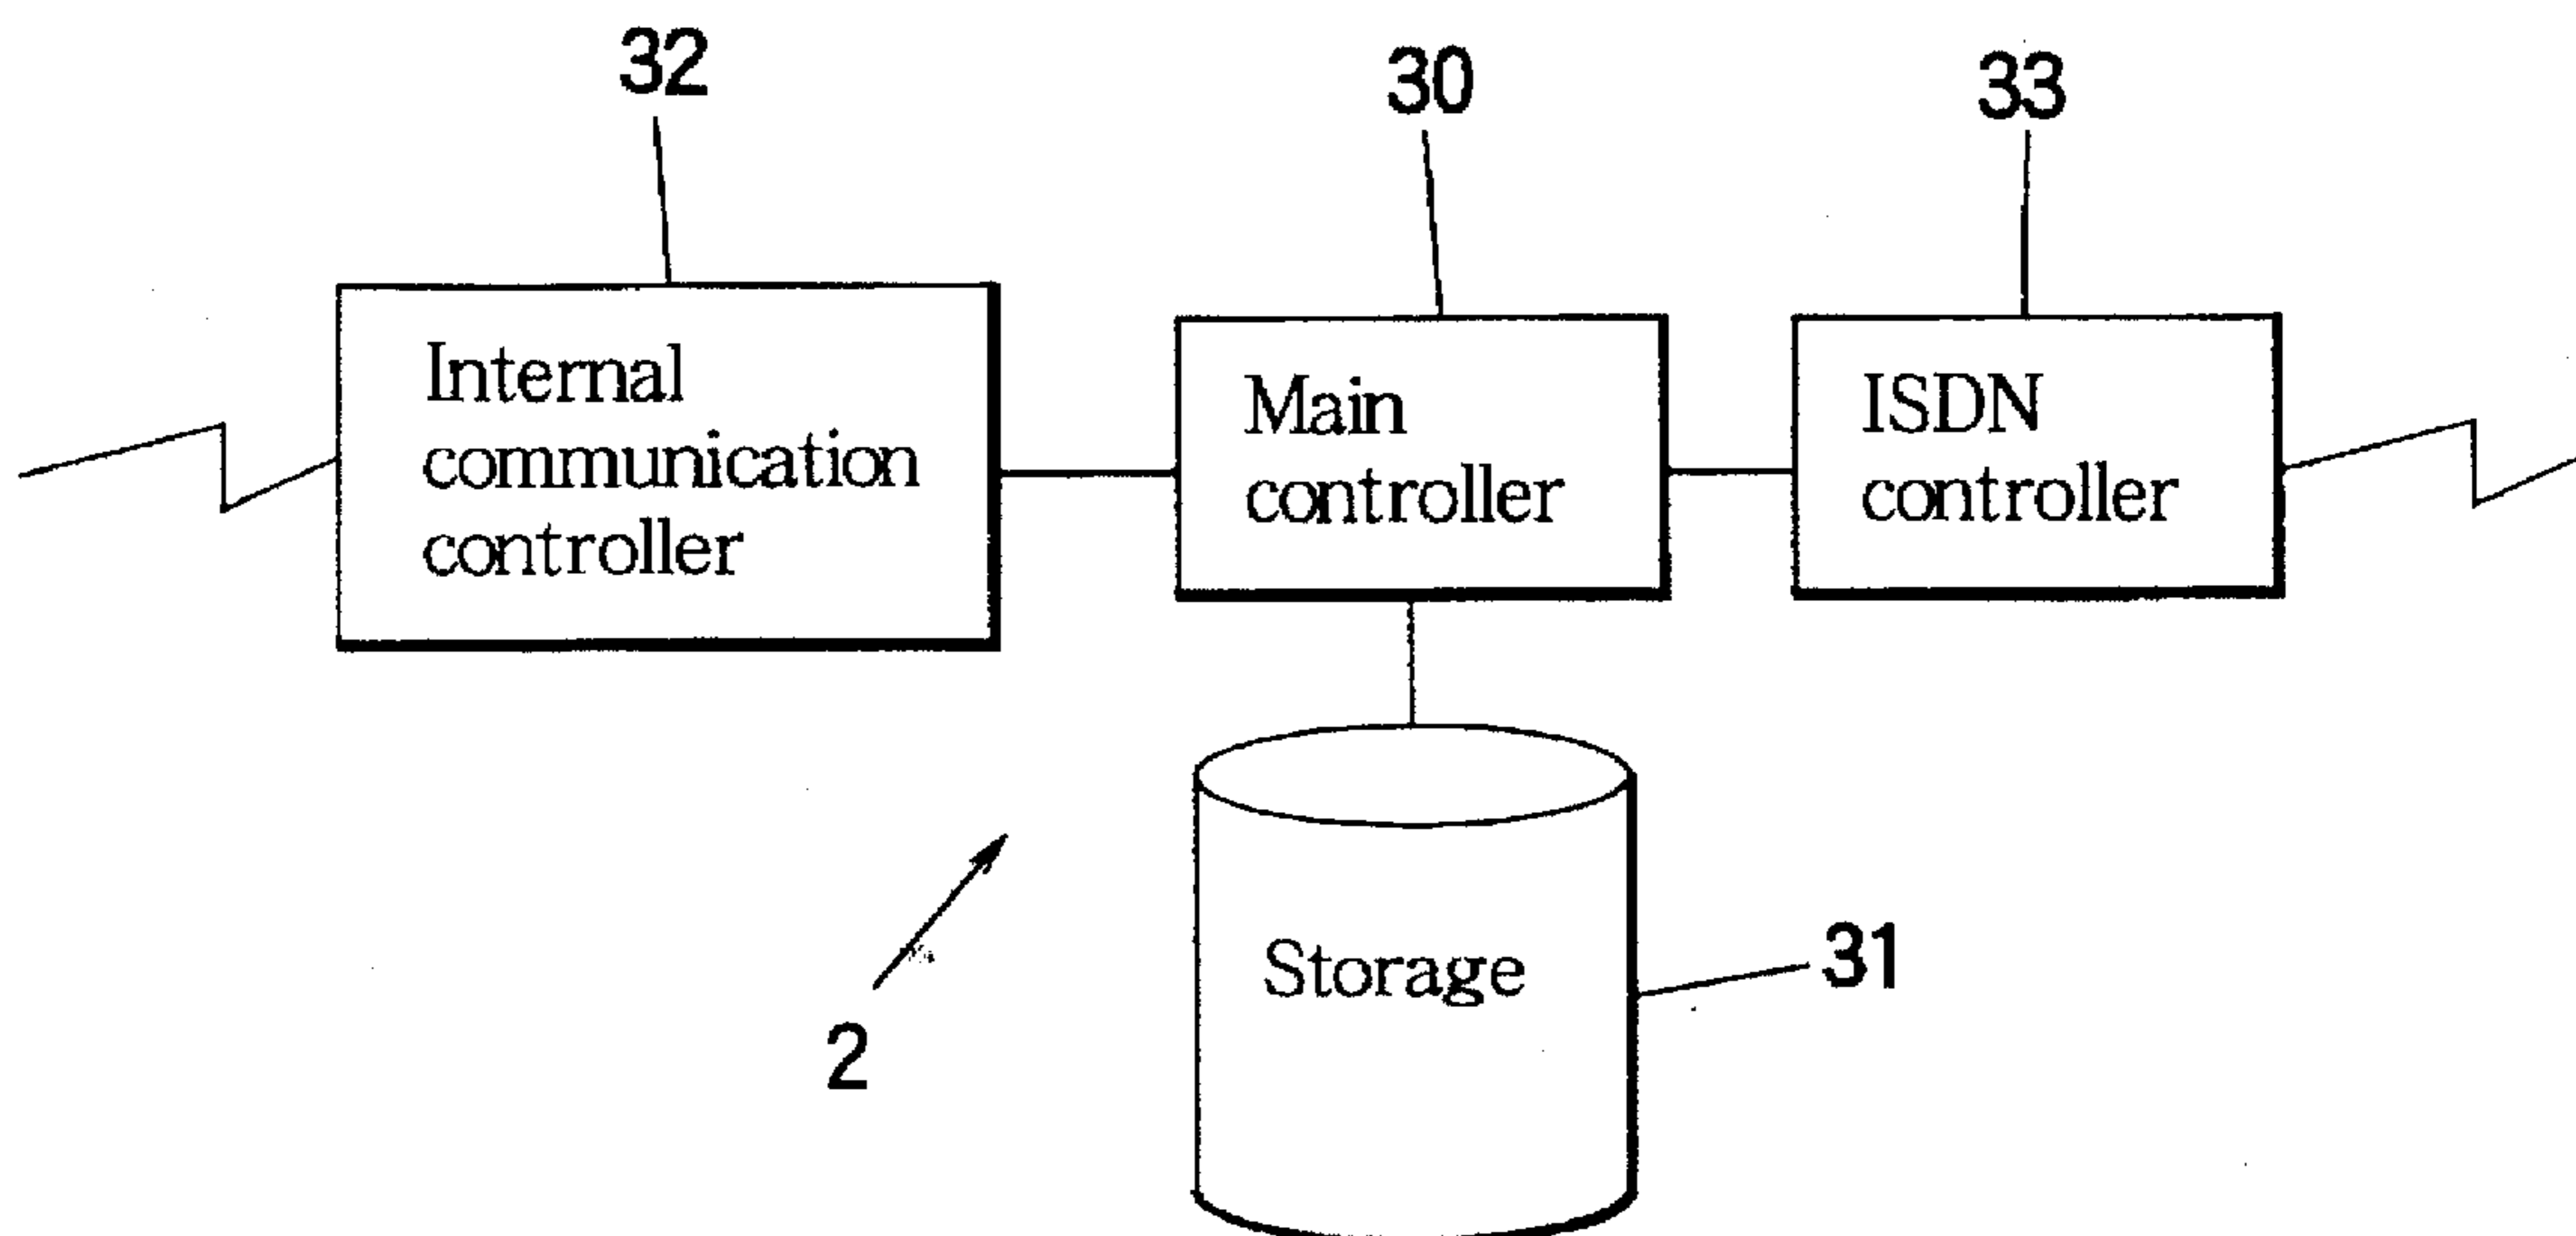 32
30
33
Internal
communication
controller
Main
controller
ISDN
controller
Storage
31
2